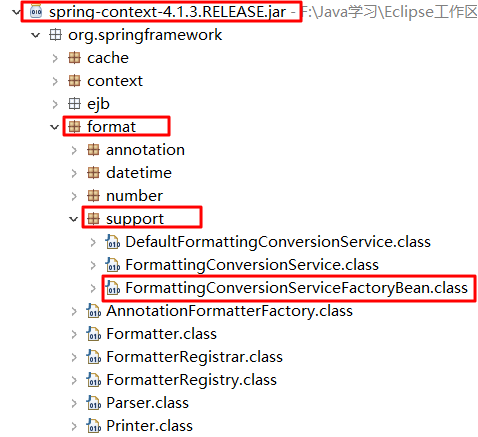 spring-context-4.1.3.RELEASE.jar - F:\Java学习\Eclipse工作区
org.springframework
cache
context
ejb
format
annotation
datetime
number
support
DefaultFormattingConversionService.class
FormattingConversionService.class
FormattingConversionServiceFactoryBean.class
AnnotationFormatterFactory.class
Formatter.class
FormatterRegistrar.class
FormatterRegistry.class
Parser.class
Printer.class